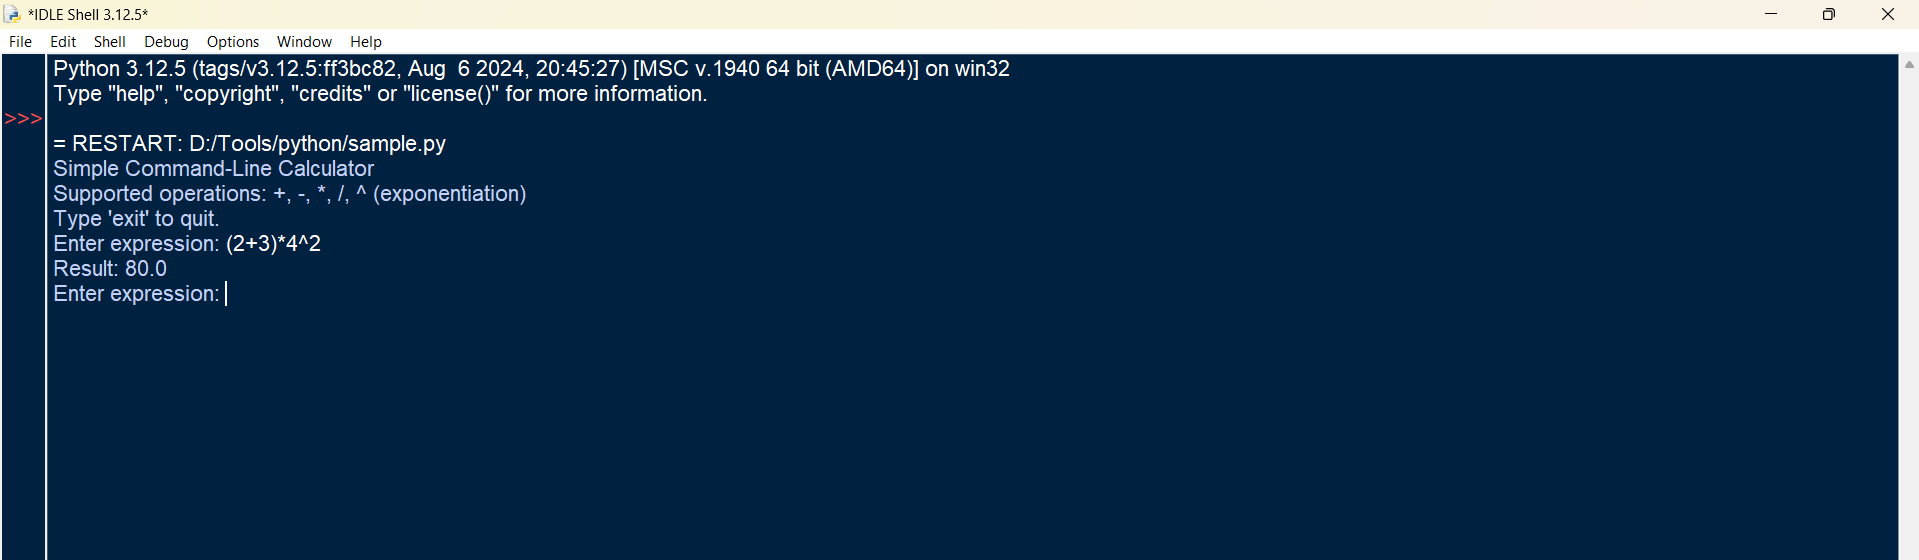 *IDLE Shell 3.12.5*
File Edit Shell Debug Options Window Help
Python 3.12.5 (tags/v3.12.5:ff3bc82, Aug  6 2024, 20:45:27) [MSC v.1940 64 bit (AMD64)] on win32
Type "help", "copyright", "credits" or "license()" for more information.
>>>
= RESTART: D:/Tools/python/sample.py
Simple Command-Line Calculator
Supported operations: +, -, *, /, ^ (exponentiation)
Type 'exit' to quit.
Enter expression: (2+3)*4^2
Result: 80.0
Enter expression: